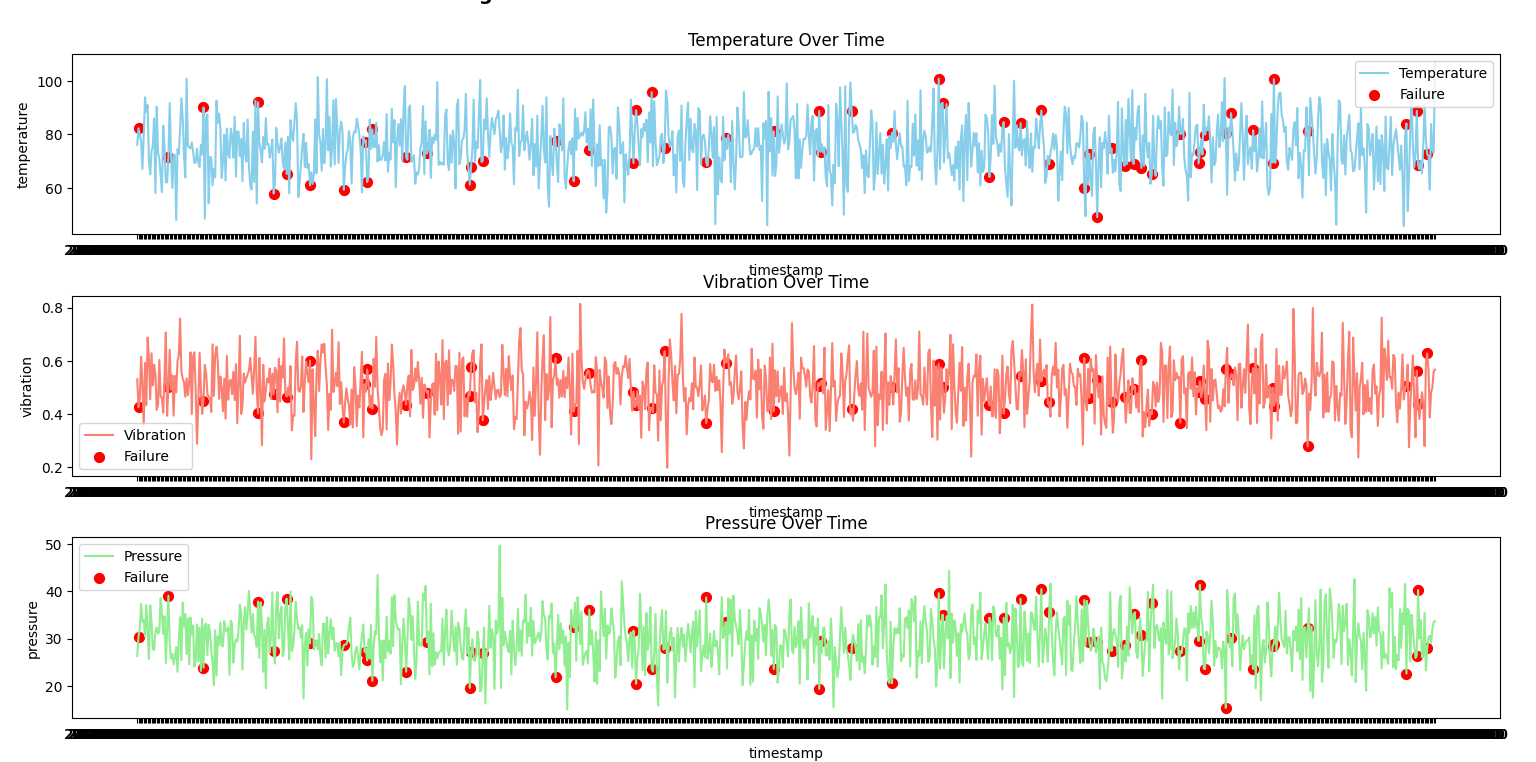 Temperature Over Time
temperature
100
80
60
Temperature
Failure
timestamp
Vibration Over Time
vibration
0.8
0.6
0.4
0.2
Vibration
Failure
timestamp
Pressure Over Time
pressure
50
40
30
20
Pressure
Failure
timestamp